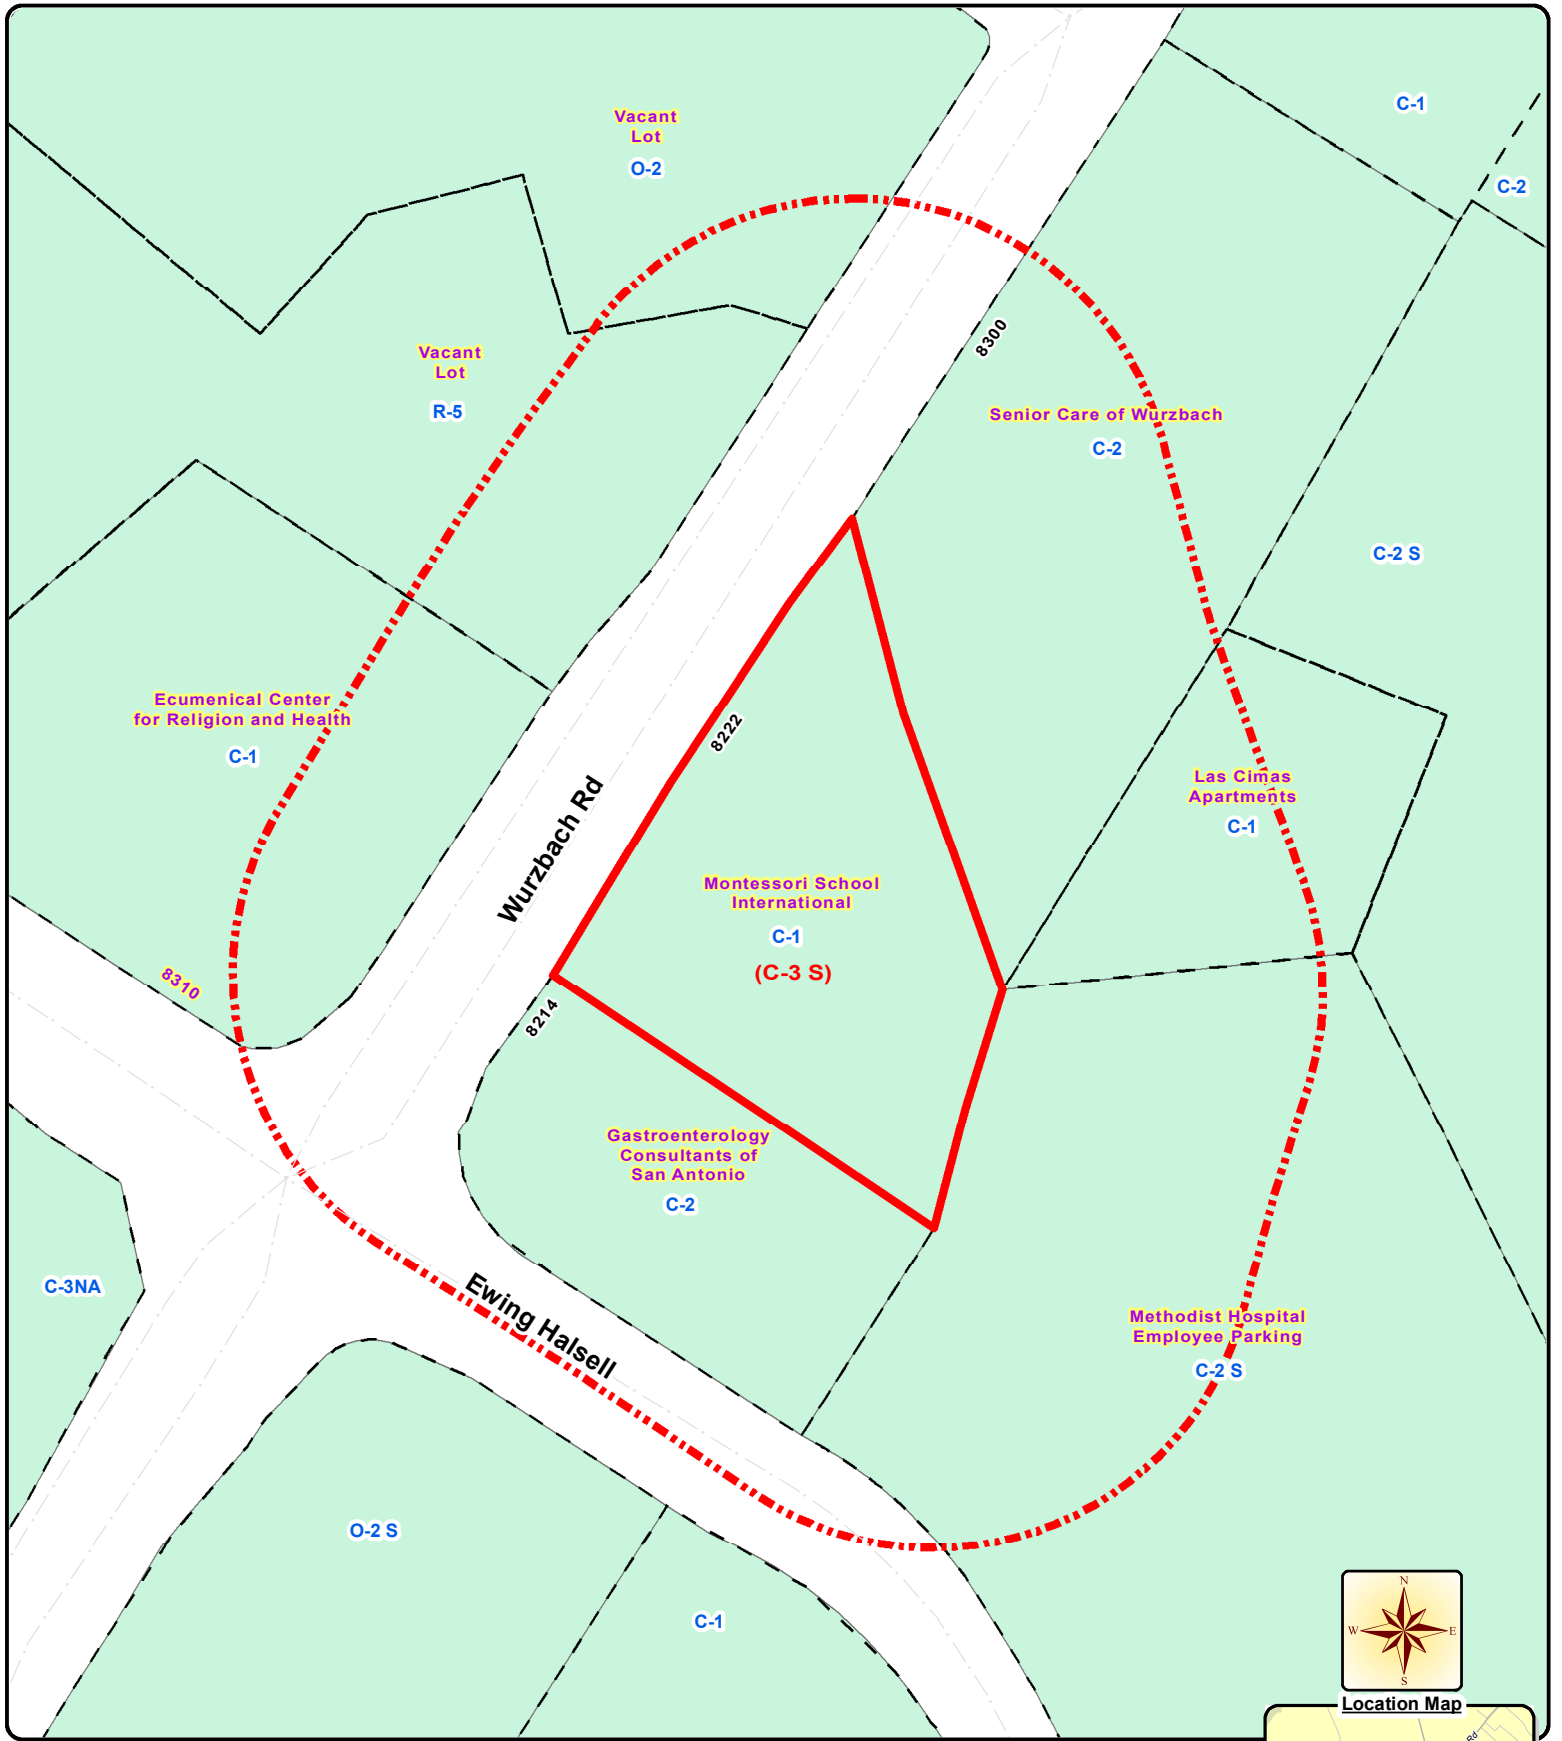 C-1
Vacant
Lot
O-2
C-2
8300
Vacant
Lot
R-5
Senior Care of Wurzbach
C-2
C-2 S
Ecumenical Center
for Religion and Health
C-1
8222
Wurzbach Rd
Las Cimas
Apartments
C-1
Montessori School
International
C-1
(C-3 S)
8310
8214
Gastroenterology
Consultants of
San Antonio
C-2
C-3NA
Ewing Halsell
Methodist Hospital
Employee Parking
C-2 S
O-2 S
C-1
N
W
E
S
Location Map
Rd